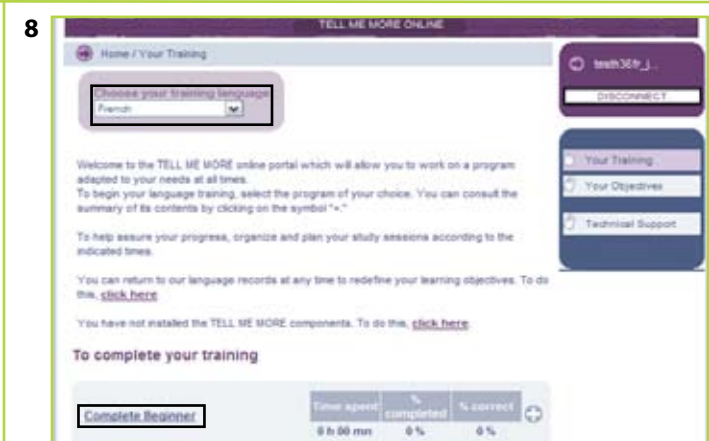 8
TELL ME MORE ONLINE
Home / Your Training
Choose your training language
French
DISCONNECT
Your Training
Your Objectives
Technical Support
Welcome to the TELL ME MORE online portal which will allow you to work on a program
adapted to your needs at all times.
To begin your language training, select the program of your choice. You can consult the
summary of its contents by clicking on the symbol "+."
To help assure your progress, organize and plan your study sessions according to the
indicated times.
You can return to our language records at any time to redefine your learning objectives. To do
this, click here.
You have not installed the TELL ME MORE components. To do this, click here.
To complete your training
Complete Beginner
Time spent
% completed
% correct
0 h 00 mn
0 %
0 %